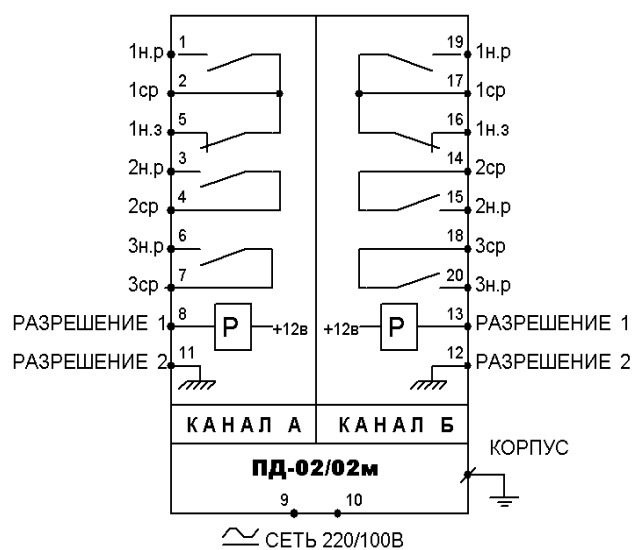 1н.р 1 19 1н.р
1ср 2 17 1ср
1н.з 5 16 1н.з
2н.р 3 14 2ср
2ср 4 15 2н.р
3н.р 6 18 3ср
3ср 7 20 3н.р
РАЗРЕШЕНИЕ 1 8 Р +12в +12в Р 13 РАЗРЕШЕНИЕ 1
РАЗРЕШЕНИЕ 2 11 12 РАЗРЕШЕНИЕ 2
КАНАЛ А КАНАЛ Б
ПД-02/02м КОРПУС
9 10
СЕТЬ 220/100В